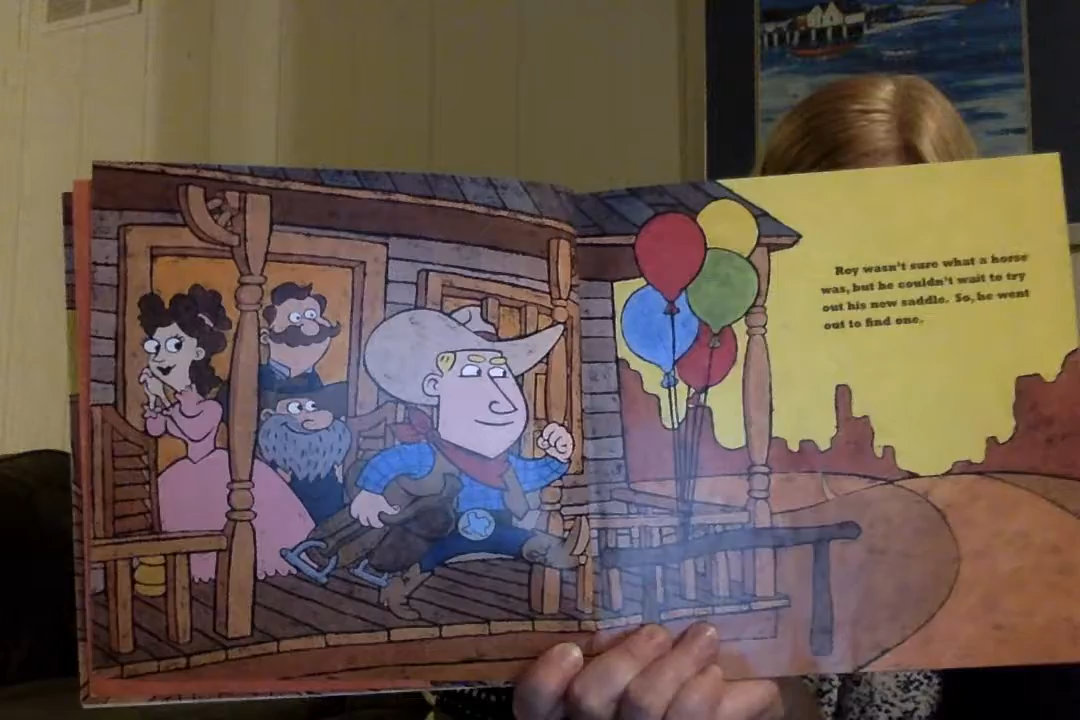 Roy wasn't sure what a horse
was, but he couldn't wait to try
out his new saddle. So, he went
out to find one.